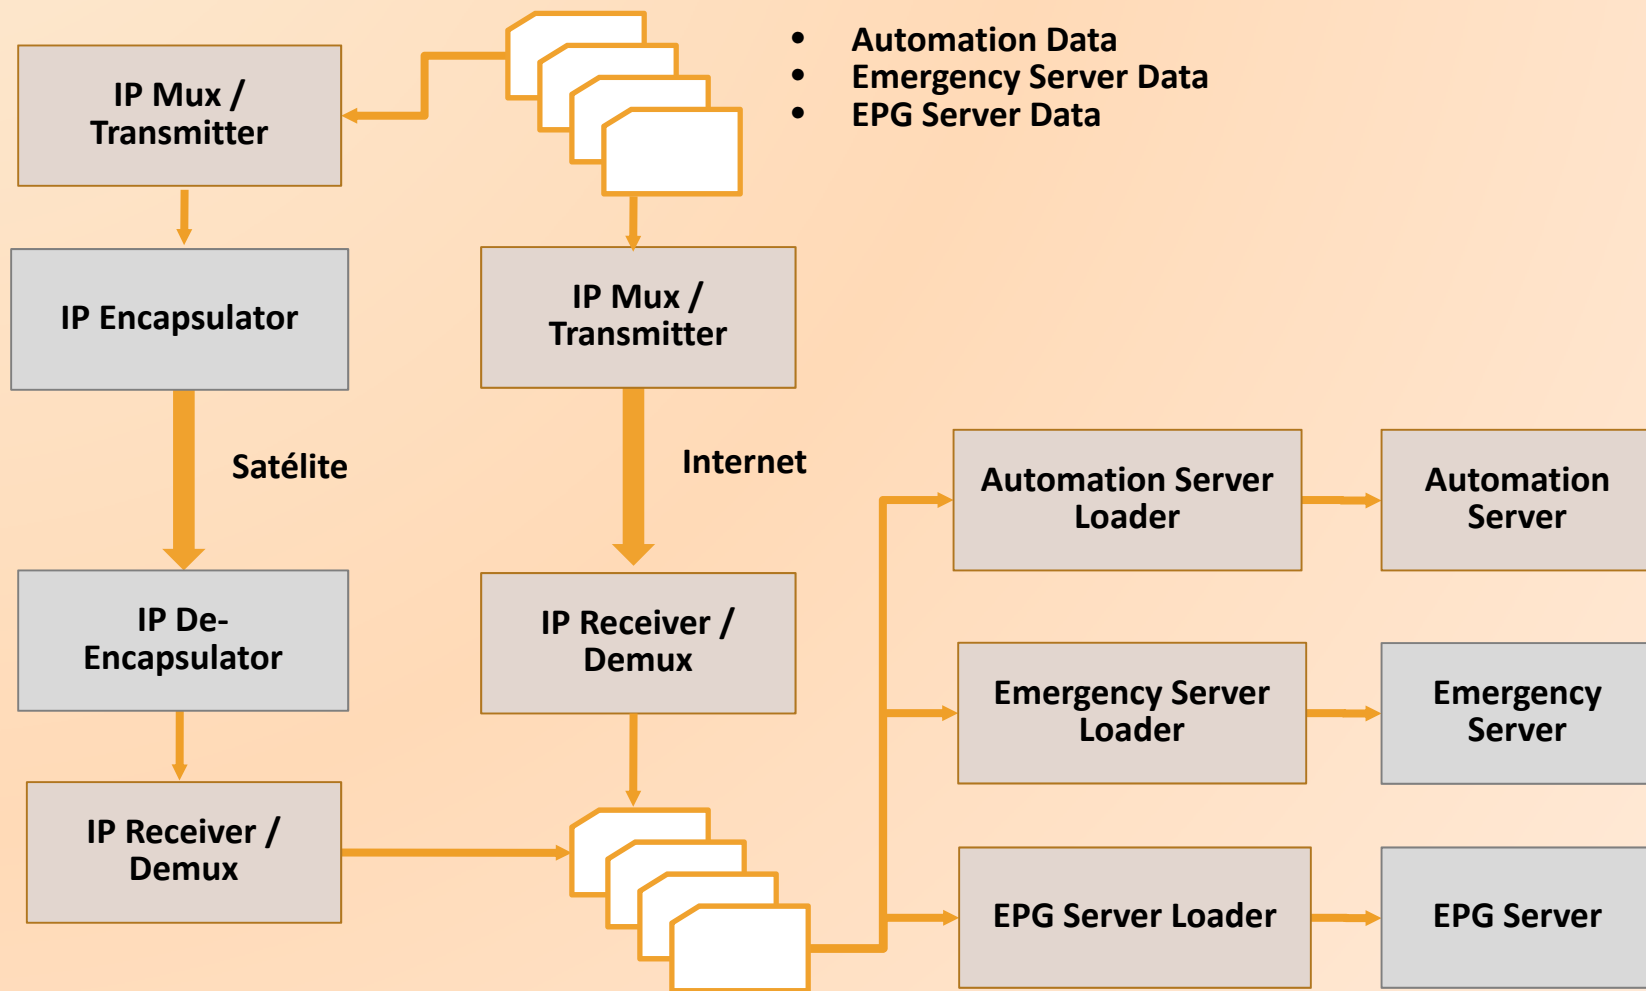 • Automation Data
• Emergency Server Data
• EPG Server Data
IP Mux /
Transmitter
IP Encapsulator
IP Mux /
Transmitter
Satélite
Internet
Automation Server
Loader
Automation
Server
IP De-
Encapsulator
IP Receiver /
Demux
Emergency Server
Loader
Emergency
Server
IP Receiver /
Demux
EPG Server Loader
EPG Server